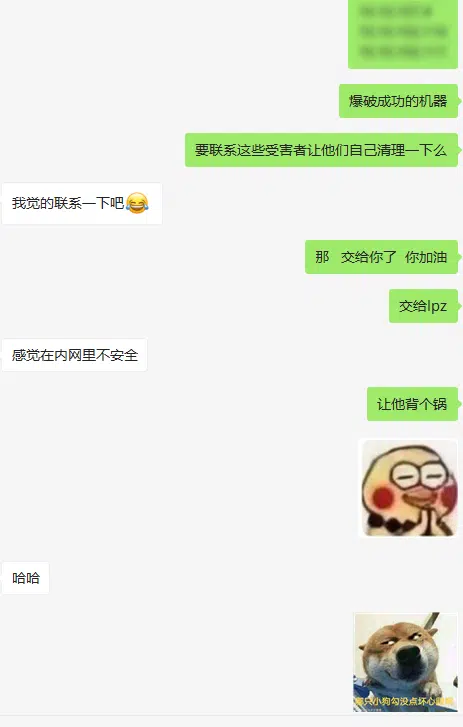 爆破成功的机器
要联系这些受害者让他们自己清理一下么
我觉的联系一下吧
那 交给你了 你加油
交给lpz
感觉在内网里不安全
让他背个锅
哈哈